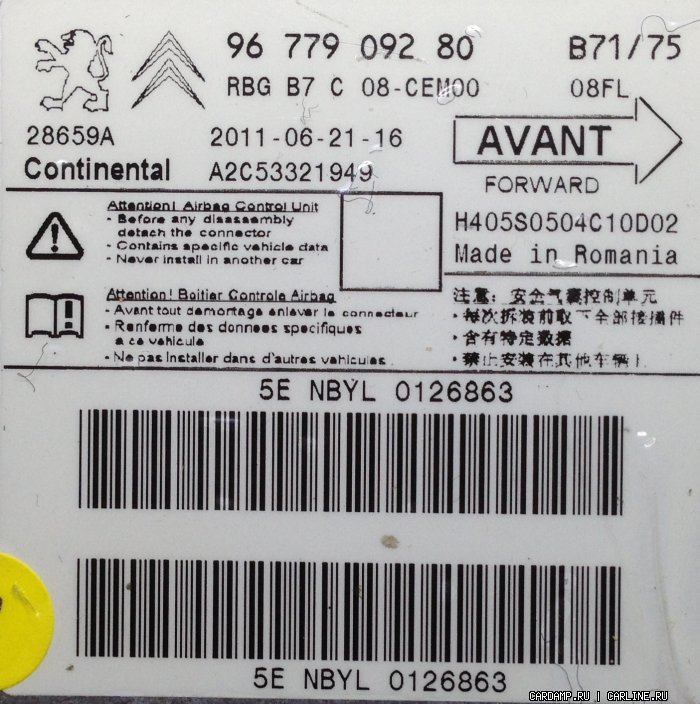 96 779 092 80
B71/75
RBG B7 C 08-CEM00
08FL
28659A
2011-06-21-16
AVANT
Continental
A2C53321949
FORWARD
Attention! Airbag Control Unit
- Before any disassembly
detach the connector
- Contains specific vehicle data
- Never install in another car
H405S0504C10D02
Made in Romania
Attention! Boitier Controle Airbag
- Avant tout demontage enlever le connecteur
- Renferme des donnees specifiques
a ce vehicule
- Ne pas installer dans d'autres vehicules
注意: 安全气囊控制单元
• 每次拆装前取下全部接插件
• 含有特定数据
• 禁止安装在其他车辆上
5E NBYL 0126863
5E NBYL 0126863
CARDAMP.RU | CARLINE.RU